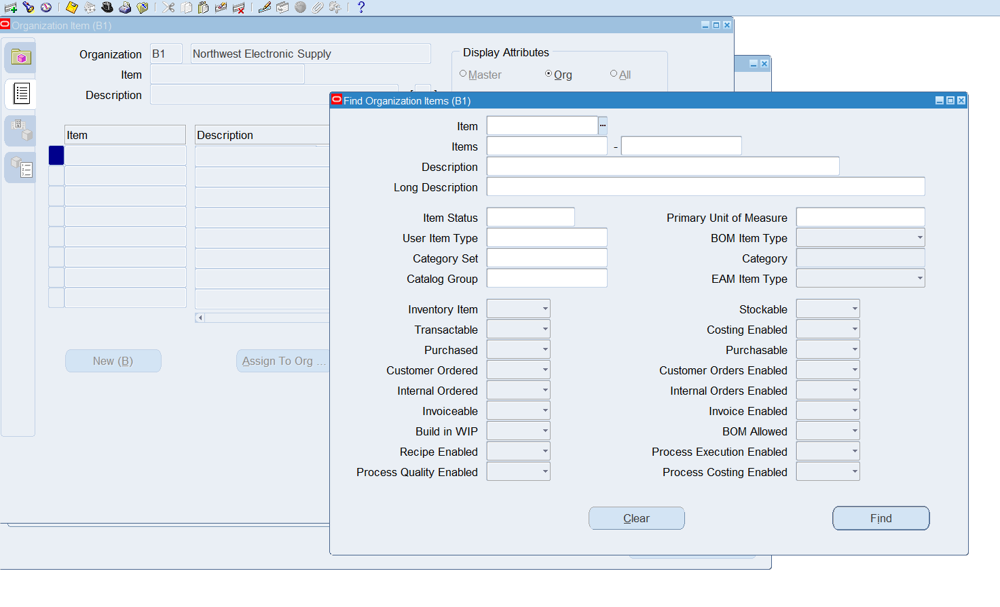 Organization Item (B1)
Organization B1 Northwest Electronic Supply
Display Attributes
Item
Master Org All
Description
Item Description
New (B) Assign To Org ...
Find Organization Items (B1)
Item ...
Items -
Description
Long Description
Item Status Primary Unit of Measure
User Item Type BOM Item Type
Category Set Category
Catalog Group EAM Item Type
Inventory Item Stockable
Transactable Costing Enabled
Purchased Purchasable
Customer Ordered Customer Orders Enabled
Internal Ordered Internal Orders Enabled
Invoiceable Invoice Enabled
Build in WIP BOM Allowed
Recipe Enabled Process Execution Enabled
Process Quality Enabled Process Costing Enabled
Clear Find